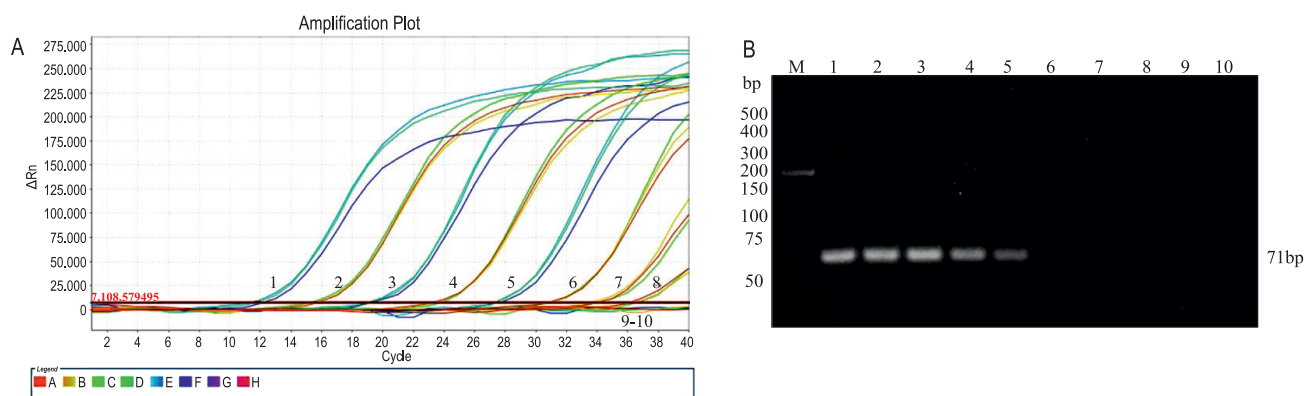 A
Amplification Plot
275.000
250.000
225.000
200.000
175.000
150.000
125.000
100.000
75.000
50.000
25.000
0
ΔRn
7.108.579495
1 2 3 4 5 6 7 8
9-10
2 4 6 8 10 12 14 16 18 20 22 24 26 28 30 32 34 36 38 40
Cycle
Legend
A B C D E F G H
B
M 1 2 3 4 5 6 7 8 9 10
bp
500
400
300
200
150
100
75
50
71bp